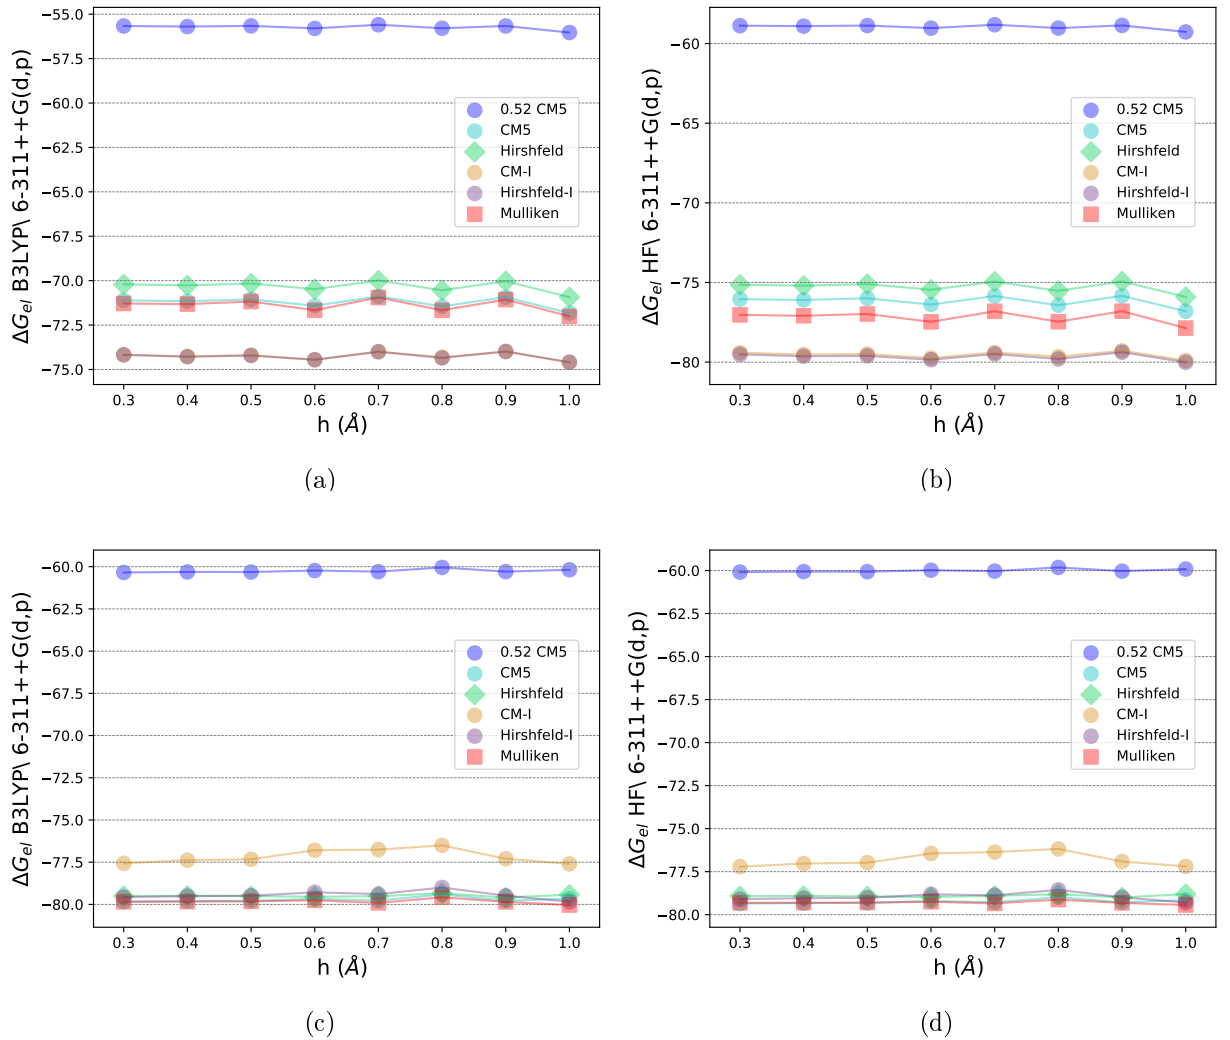 −55.0
−57.5
−60.0
−62.5
−65.0
−67.5
−70.0
−72.5
−75.0
ΔG_el B3LYP\ 6-311++G(d,p)
0.52 CM5
CM5
Hirshfeld
CM-I
Hirshfeld-I
Mulliken
0.3 0.4 0.5 0.6 0.7 0.8 0.9 1.0
h (Å)
(a)
−60
−65
−70
−75
−80
ΔG_el HF\ 6-311++G(d,p)
0.52 CM5
CM5
Hirshfeld
CM-I
Hirshfeld-I
Mulliken
0.3 0.4 0.5 0.6 0.7 0.8 0.9 1.0
h (Å)
(b)
−60.0
−62.5
−65.0
−67.5
−70.0
−72.5
−75.0
−77.5
−80.0
ΔG_el B3LYP\ 6-311++G(d,p)
0.52 CM5
CM5
Hirshfeld
CM-I
Hirshfeld-I
Mulliken
0.3 0.4 0.5 0.6 0.7 0.8 0.9 1.0
h (Å)
(c)
−60.0
−62.5
−65.0
−67.5
−70.0
−72.5
−75.0
−77.5
−80.0
ΔG_el HF\ 6-311++G(d,p)
0.52 CM5
CM5
Hirshfeld
CM-I
Hirshfeld-I
Mulliken
0.3 0.4 0.5 0.6 0.7 0.8 0.9 1.0
h (Å)
(d)